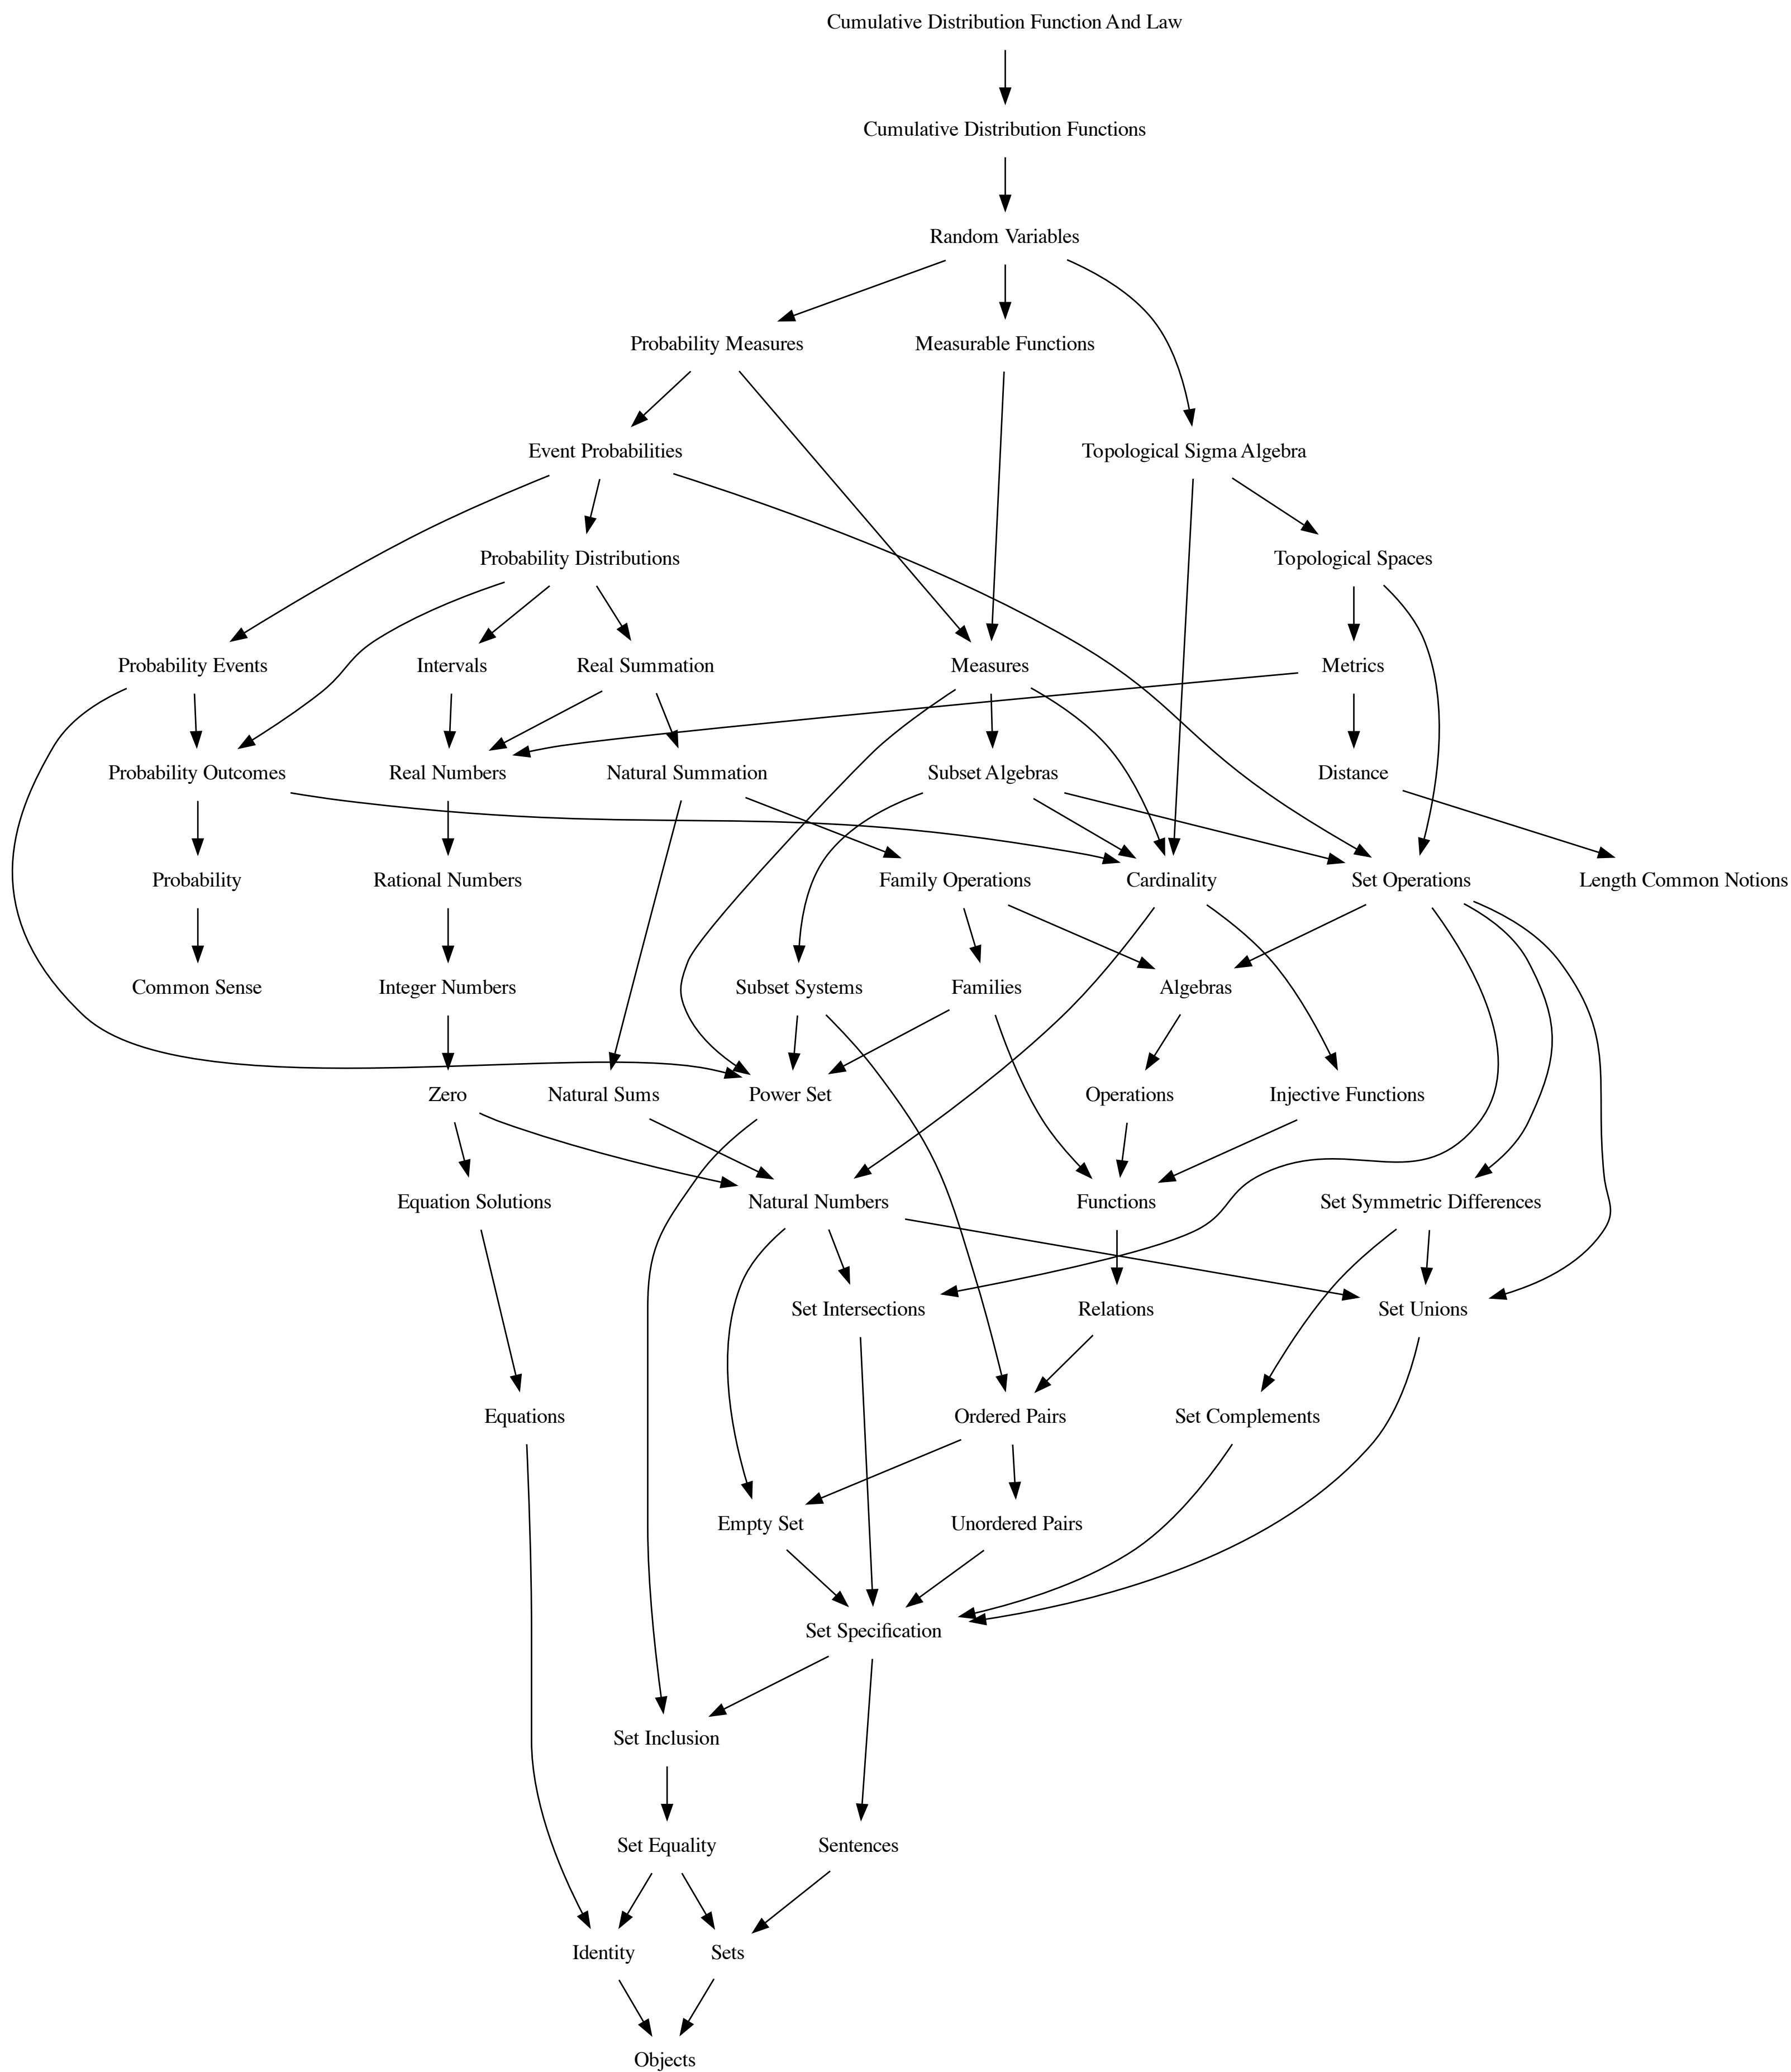 Cumulative Distribution Function And Law
Cumulative Distribution Functions
Random Variables
Probability Measures
Measurable Functions
Event Probabilities
Topological Sigma Algebra
Probability Distributions
Topological Spaces
Probability Events
Intervals
Real Summation
Measures
Metrics
Probability Outcomes
Real Numbers
Natural Summation
Subset Algebras
Distance
Probability
Rational Numbers
Family Operations
Cardinality
Set Operations
Length Common Notions
Common Sense
Integer Numbers
Subset Systems
Families
Algebras
Zero
Natural Sums
Power Set
Operations
Injective Functions
Equation Solutions
Natural Numbers
Functions
Set Symmetric Differences
Set Intersections
Relations
Set Unions
Equations
Ordered Pairs
Set Complements
Empty Set
Unordered Pairs
Set Specification
Set Inclusion
Set Equality
Sentences
Identity
Sets
Objects